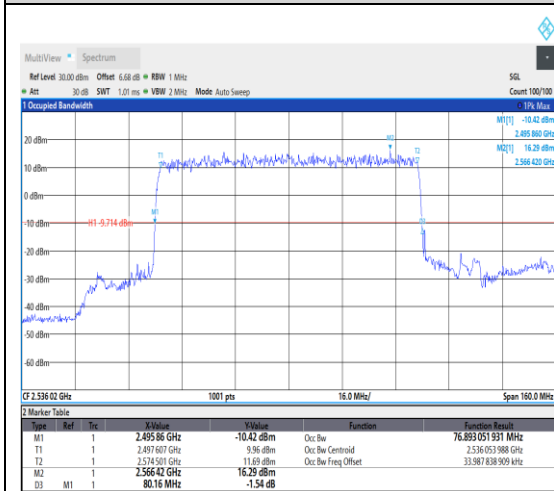 MultiView Spectrum
Ref Level 30.00 dBm Offset 6.68 dB RBW 1 MHz SGL
Att 30 dB SWT 1.01 ms VBW 2 MHz Mode Auto Sweep Count 100/100
1 Occupied Bandwidth 1Pk Max
M1[1] -10.42 dBm
2.495 860 GHz
M2[1] 16.29 dBm
2.566 420 GHz
20 dBm
M2
T1
T2
10 dBm
0 dBm
M1
-10 dBm
H1 -9.714 dBm
D3
-20 dBm
-30 dBm
-40 dBm
-50 dBm
-60 dBm
CF 2.536 02 GHz 1001 pts 16.0 MHz/ Span 160.0 MHz
2 Marker Table
Type Ref Trc X-Value Y-Value Function Function Result
M1 1 2.495 86 GHz -10.42 dBm Occ Bw 76.893 051 931 MHz
T1 1 2.497 607 GHz 9.96 dBm Occ Bw Centroid 2.536 053 988 GHz
T2 1 2.574 501 GHz 11.69 dBm Occ Bw Freq Offset 33.987 838 909 kHz
M2 1 2.566 42 GHz 16.29 dBm
D3 M1 1 80.16 MHz -1.54 dB